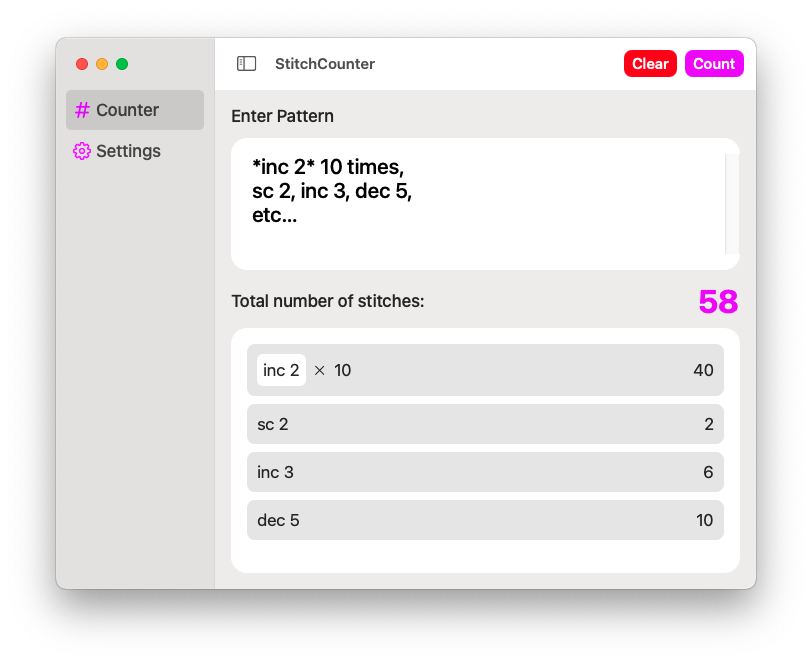 StitchCounter
Clear
Count
# Counter
Settings
Enter Pattern
*inc 2* 10 times,
sc 2, inc 3, dec 5,
etc...
Total number of stitches:
58
inc 2 × 10
40
sc 2
2
inc 3
6
dec 5
10